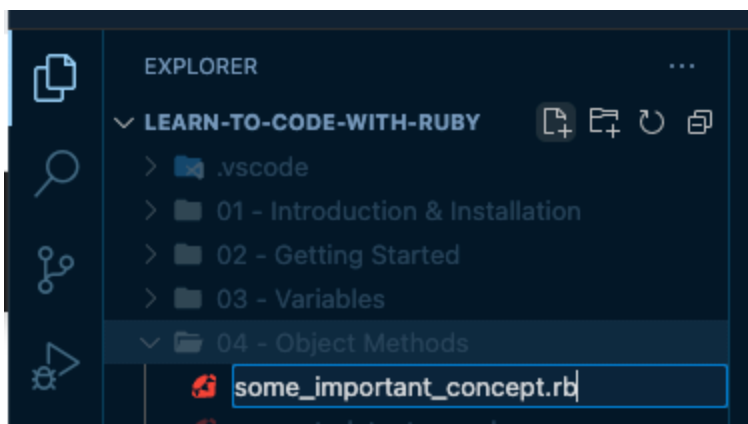 EXPLORER
LEARN-TO-CODE-WITH-RUBY
.vscode
01 - Introduction & Installation
02 - Getting Started
03 - Variables
04 - Object Methods
some_important_concept.rb